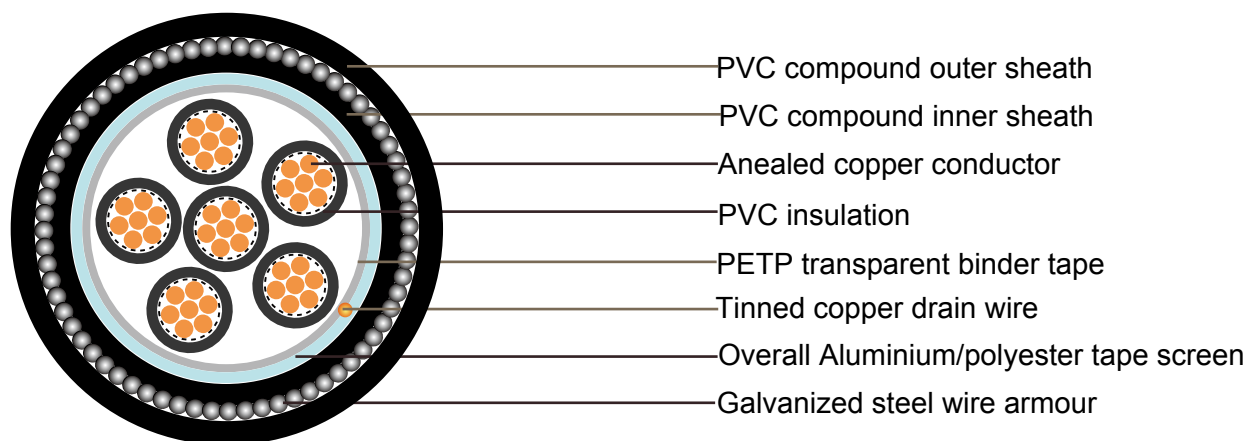 PVC compound outer sheath
PVC compound inner sheath
Anealed copper conductor
PVC insulation
PETP transparent binder tape
Tinned copper drain wire
Overall Aluminium/polyester tape screen
Galvanized steel wire armour